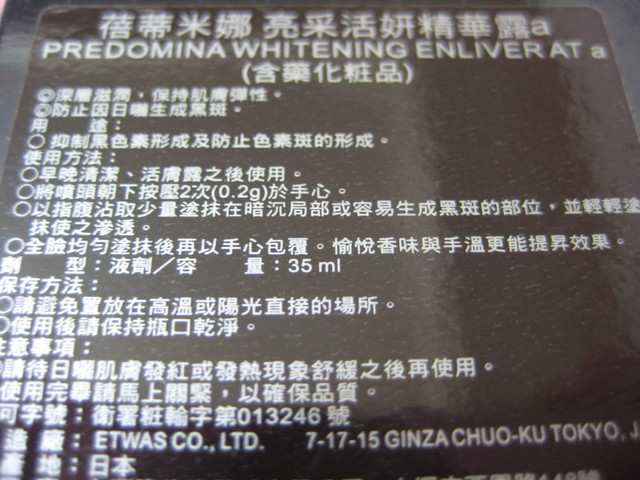 蓓蒂米娜 亮采活妍精華露a
PREDOMINA WHITENING ENLIVER AT a
(含藥化粧品)
◎深層滋潤，保持肌膚彈性。
◎防止因日曬生成黑斑。
用 途：
○ 抑制黑色素形成及防止色素斑的形成。
使用方法：
○早晚清潔、活膚露之後使用。
○將噴頭朝下按壓2次(0.2g)於手心。
○以指腹沾取少量塗抹在暗沉局部或容易生成黑斑的部位，並輕輕塗
抹使之滲透。
○全臉均勻塗抹後再以手心包覆。愉悅香味與手溫更能提昇效果。
劑 型：液劑／容 量：35 ml
保存方法：
○請避免置放在高溫或陽光直接的場所。
○使用後請保持瓶口乾淨。
注意事項：
○請待日曬肌膚發紅或發熱現象舒緩之後再使用。
使用完畢請馬上關緊，以確保品質。
可字號：衛署粧輸字第013246 號
造 廠：ETWAS CO., LTD. 7-17-15 GINZA CHUO-KU TOKYO, J
產 地：日本